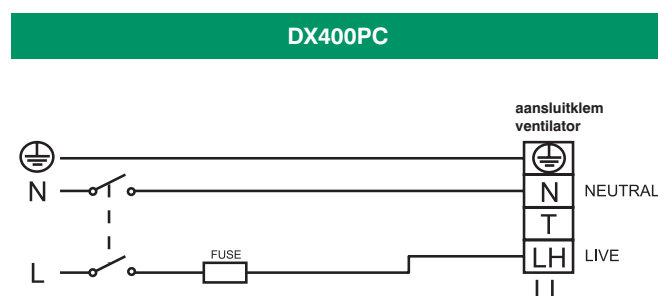 DX400PC
aansluitklem
ventilator
N
N NEUTRAL
T
FUSE
L
LH LIVE